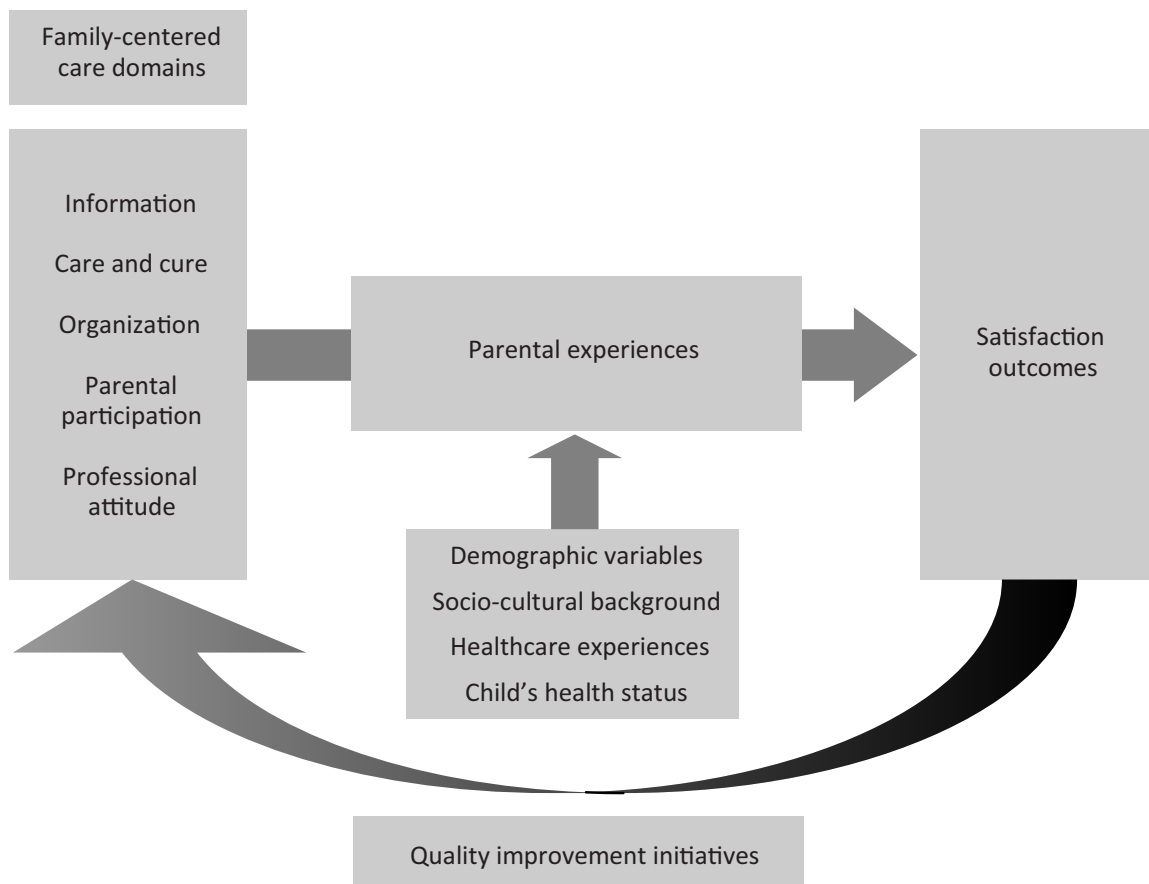 Family-centered
care domains
Information
Care and cure
Organization
Parental
participation
Professional
attitude
Parental experiences
Satisfaction
outcomes
Demographic variables
Socio-cultural background
Healthcare experiences
Child’s health status
Quality improvement initiatives